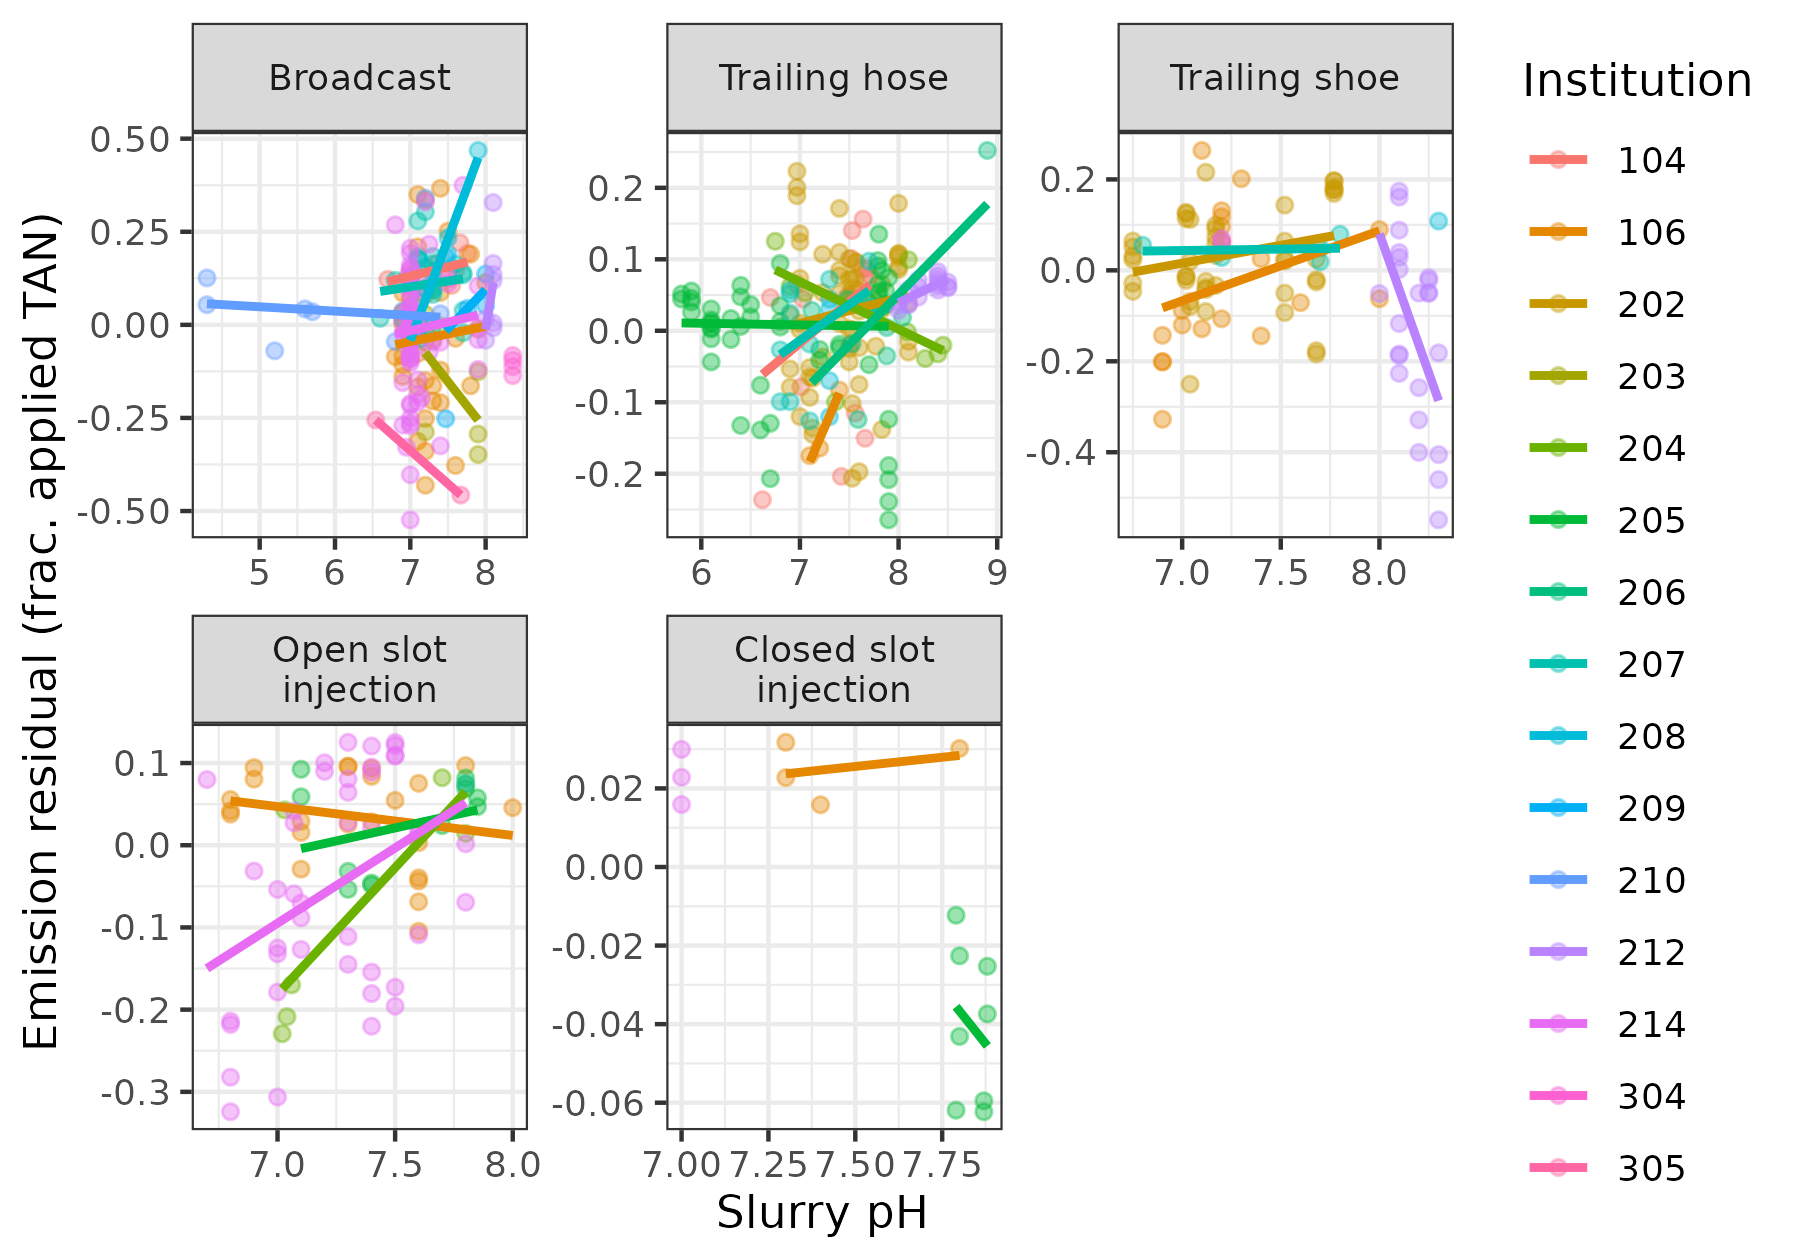 Broadcast
Trailing hose
Trailing shoe
Institution
0.50
0.25
0.00
-0.25
-0.50
5 6 7 8
0.2
0.1
0.0
-0.1
-0.2
6 7 8 9
0.2
0.0
-0.2
-0.4
7.0 7.5 8.0
Open slot
injection
Closed slot
injection
0.1
0.0
-0.1
-0.2
-0.3
7.0 7.5 8.0
0.02
0.00
-0.02
-0.04
-0.06
7.00 7.25 7.50 7.75
Slurry pH
Emission residual (frac. applied TAN)
104
106
202
203
204
205
206
207
208
209
210
212
214
304
305